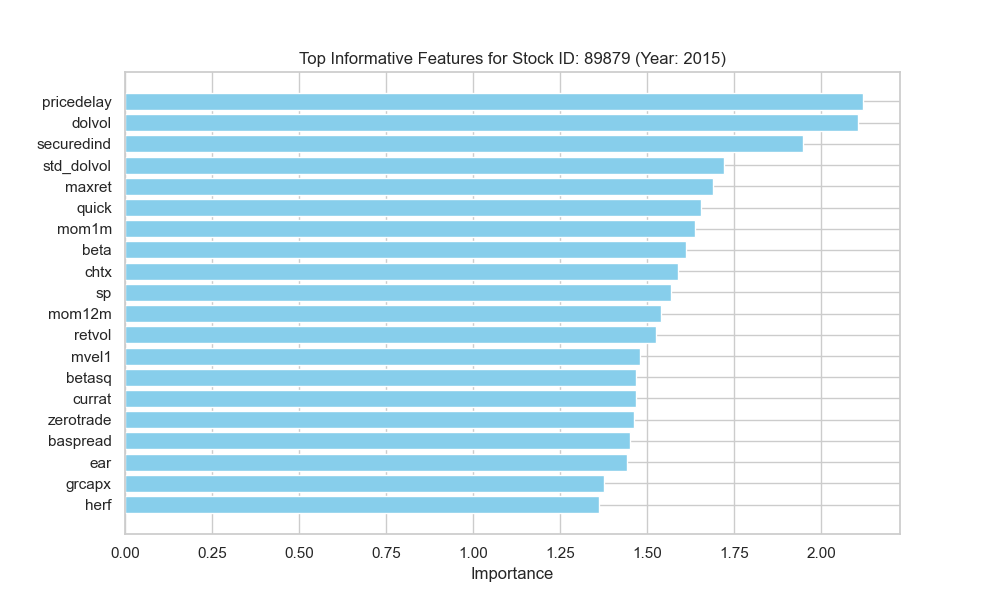 Top Informative Features for Stock ID: 89879 (Year: 2015)
pricedelay
dolvol
securedind
std_dolvol
maxret
quick
mom1m
beta
chtx
sp
mom12m
retvol
mvel1
betasq
currat
zerotrade
baspread
ear
grcapx
herf
0.00 0.25 0.50 0.75 1.00 1.25 1.50 1.75 2.00
Importance